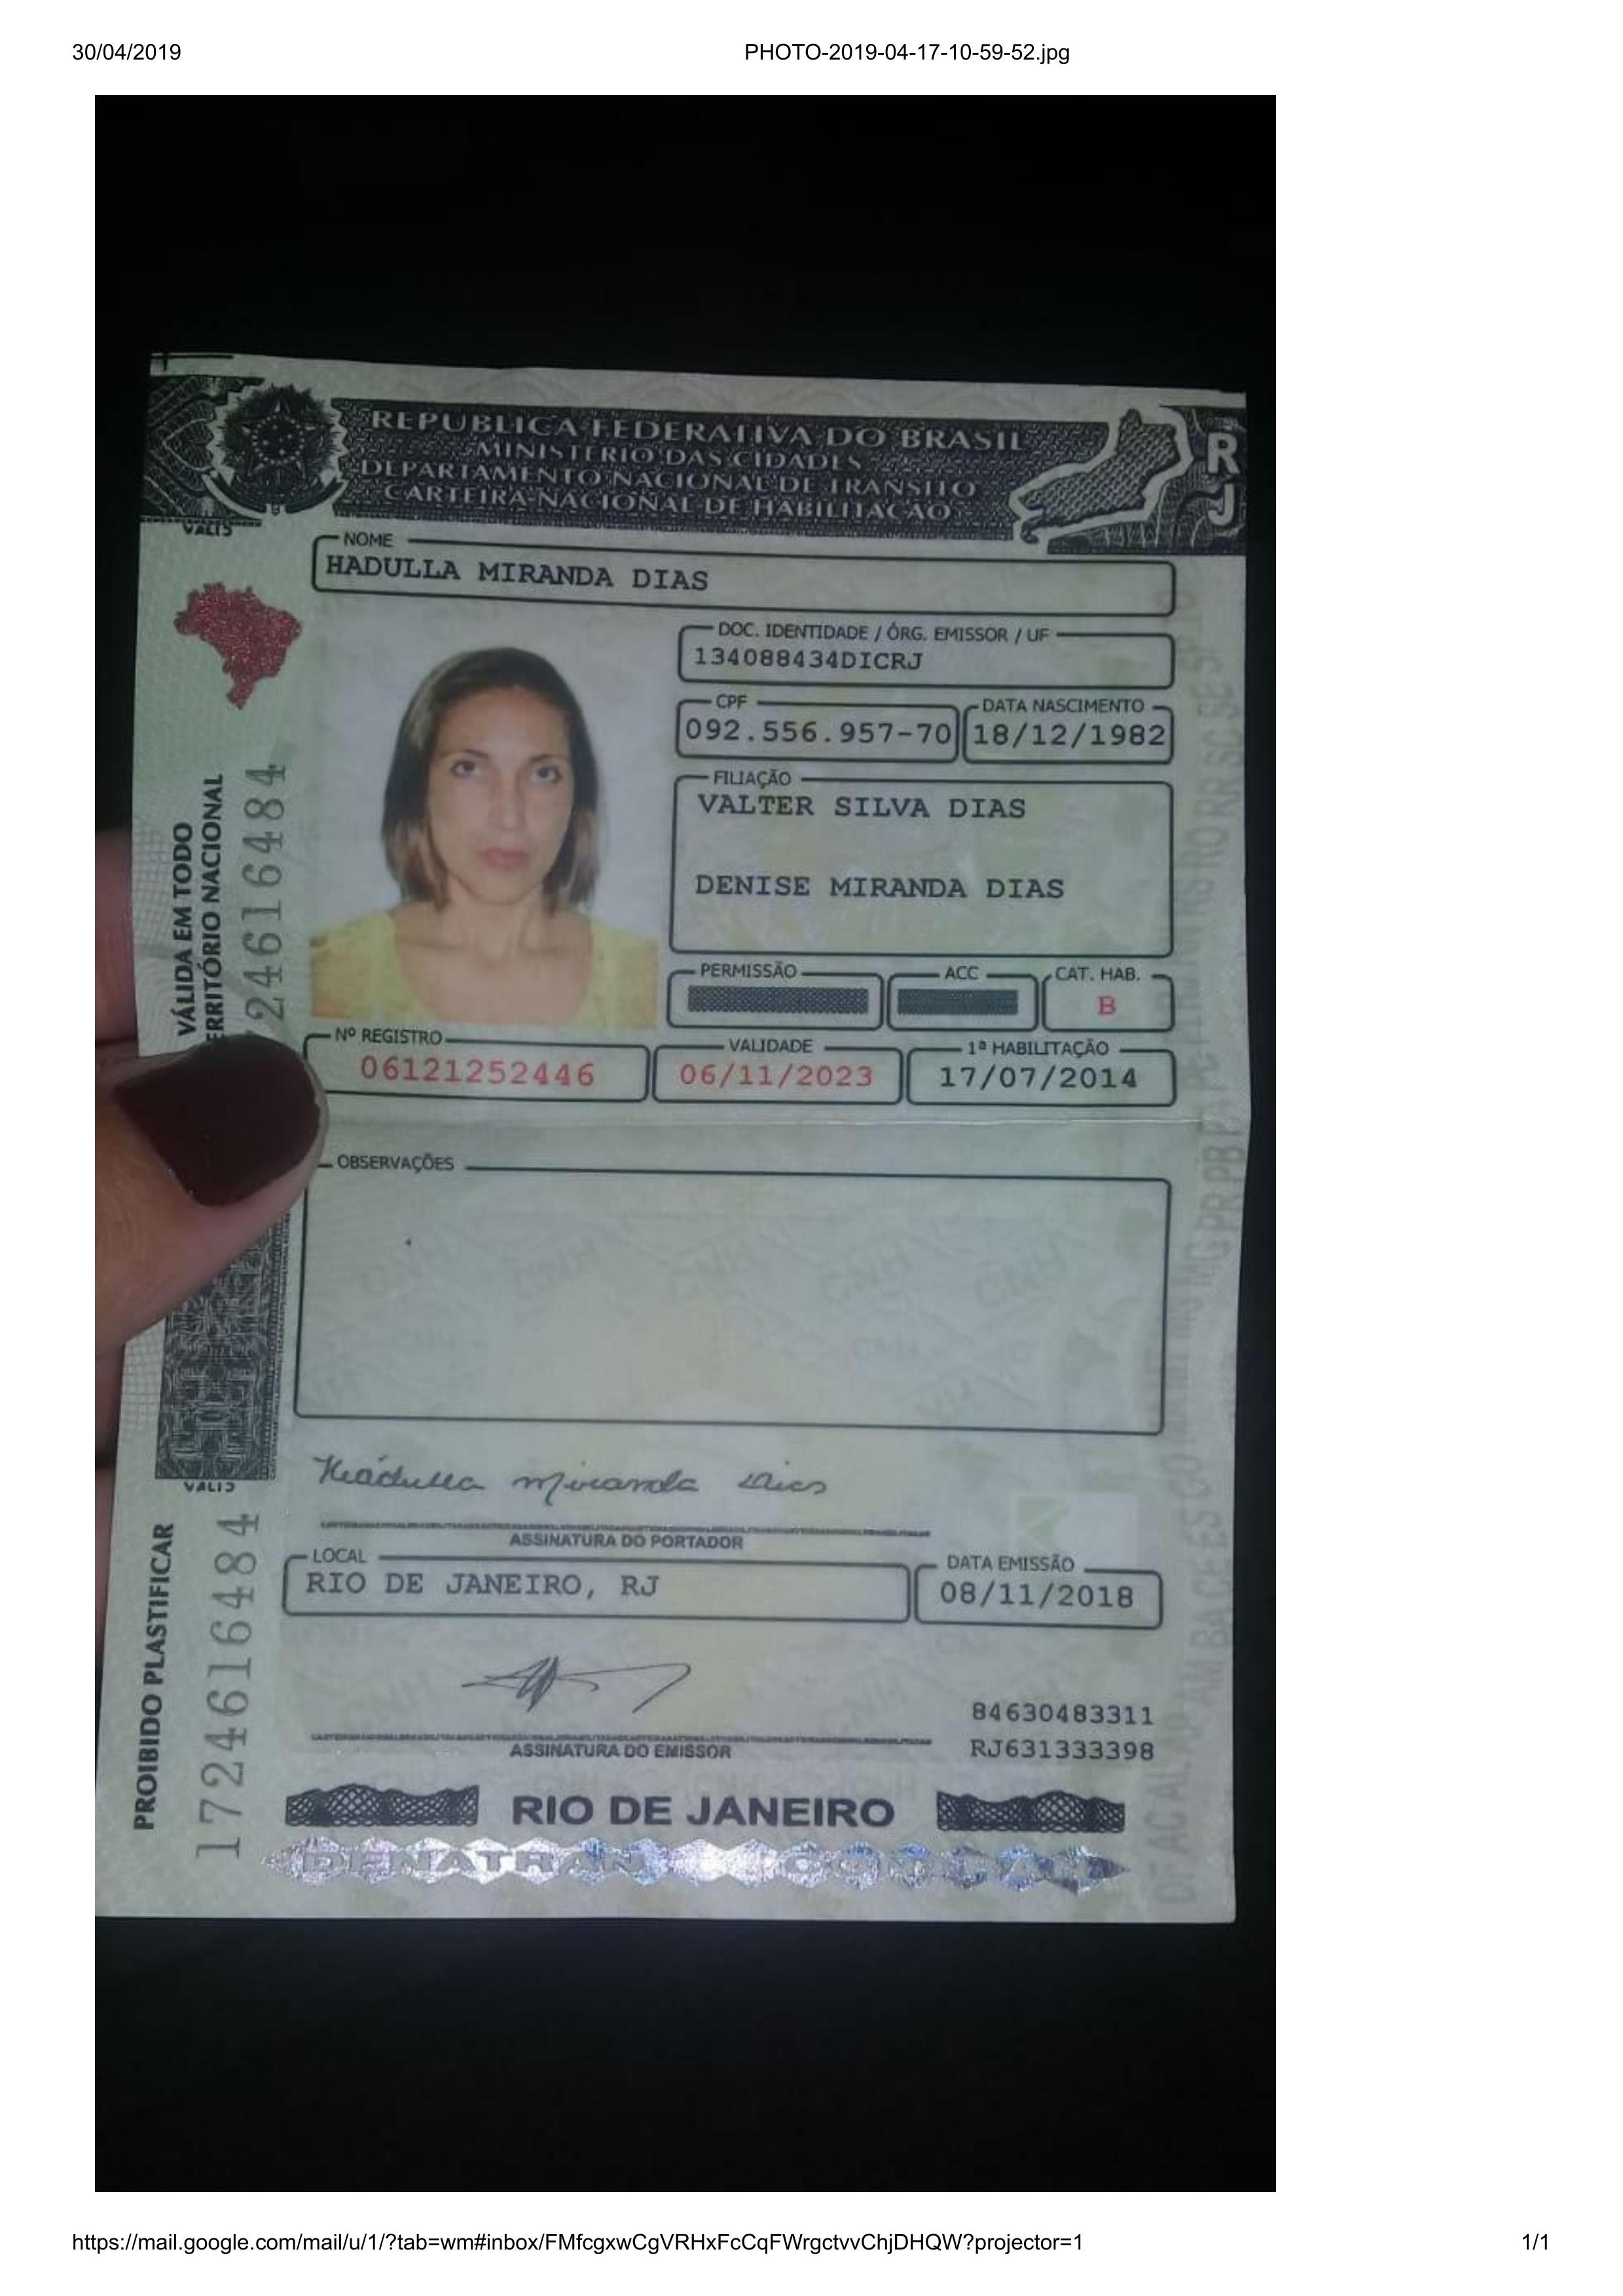 30/04/2019 PHOTO-2019-04-17-10-59-52.jpg
REPÚBLICA FEDERATIVA DO BRASIL
MINISTÉRIO DAS CIDADES
DEPARTAMENTO NACIONAL DE TRÂNSITO
CARTEIRA NACIONAL DE HABILITAÇÃO
RJ
NOME
HADULLA MIRANDA DIAS
DOC. IDENTIDADE / ÓRG. EMISSOR / UF
134088434DICRJ
CPF DATA NASCIMENTO
092.556.957-70 18/12/1982
FILIAÇÃO
VALTER SILVA DIAS
DENISE MIRANDA DIAS
PERMISSÃO ACC CAT. HAB.
B
Nº REGISTRO VALIDADE 1ª HABILITAÇÃO
06121252446 06/11/2023 17/07/2014
VÁLIDA EM TODO
TERRITÓRIO NACIONAL
1724616484
OBSERVAÇÕES
Hádulla Miranda Dias
ASSINATURA DO PORTADOR
LOCAL DATA EMISSÃO
RIO DE JANEIRO, RJ 08/11/2018
84630483311
ASSINATURA DO EMISSOR RJ631333398
PROIBIDO PLASTIFICAR
1724616484
RIO DE JANEIRO
DENATRAN CONTRAN
https://mail.google.com/mail/u/1/?tab=wm#inbox/FMfcgxwCgVRHxFcCqFWrgctvvChjDHQW?projector=1 1/1